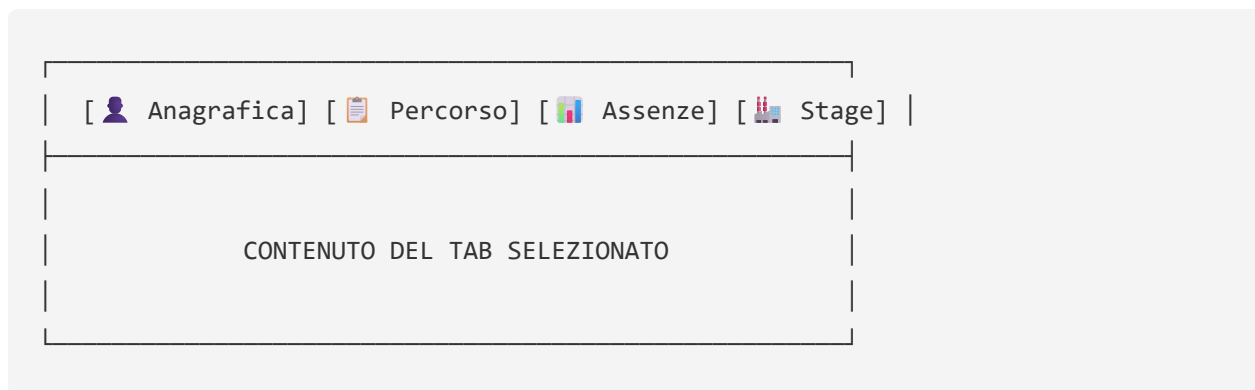 [👤 Anagrafica] [📋 Percorso] [📊 Assenze] [🏭 Stage]
CONTENUTO DEL TAB SELEZIONATO